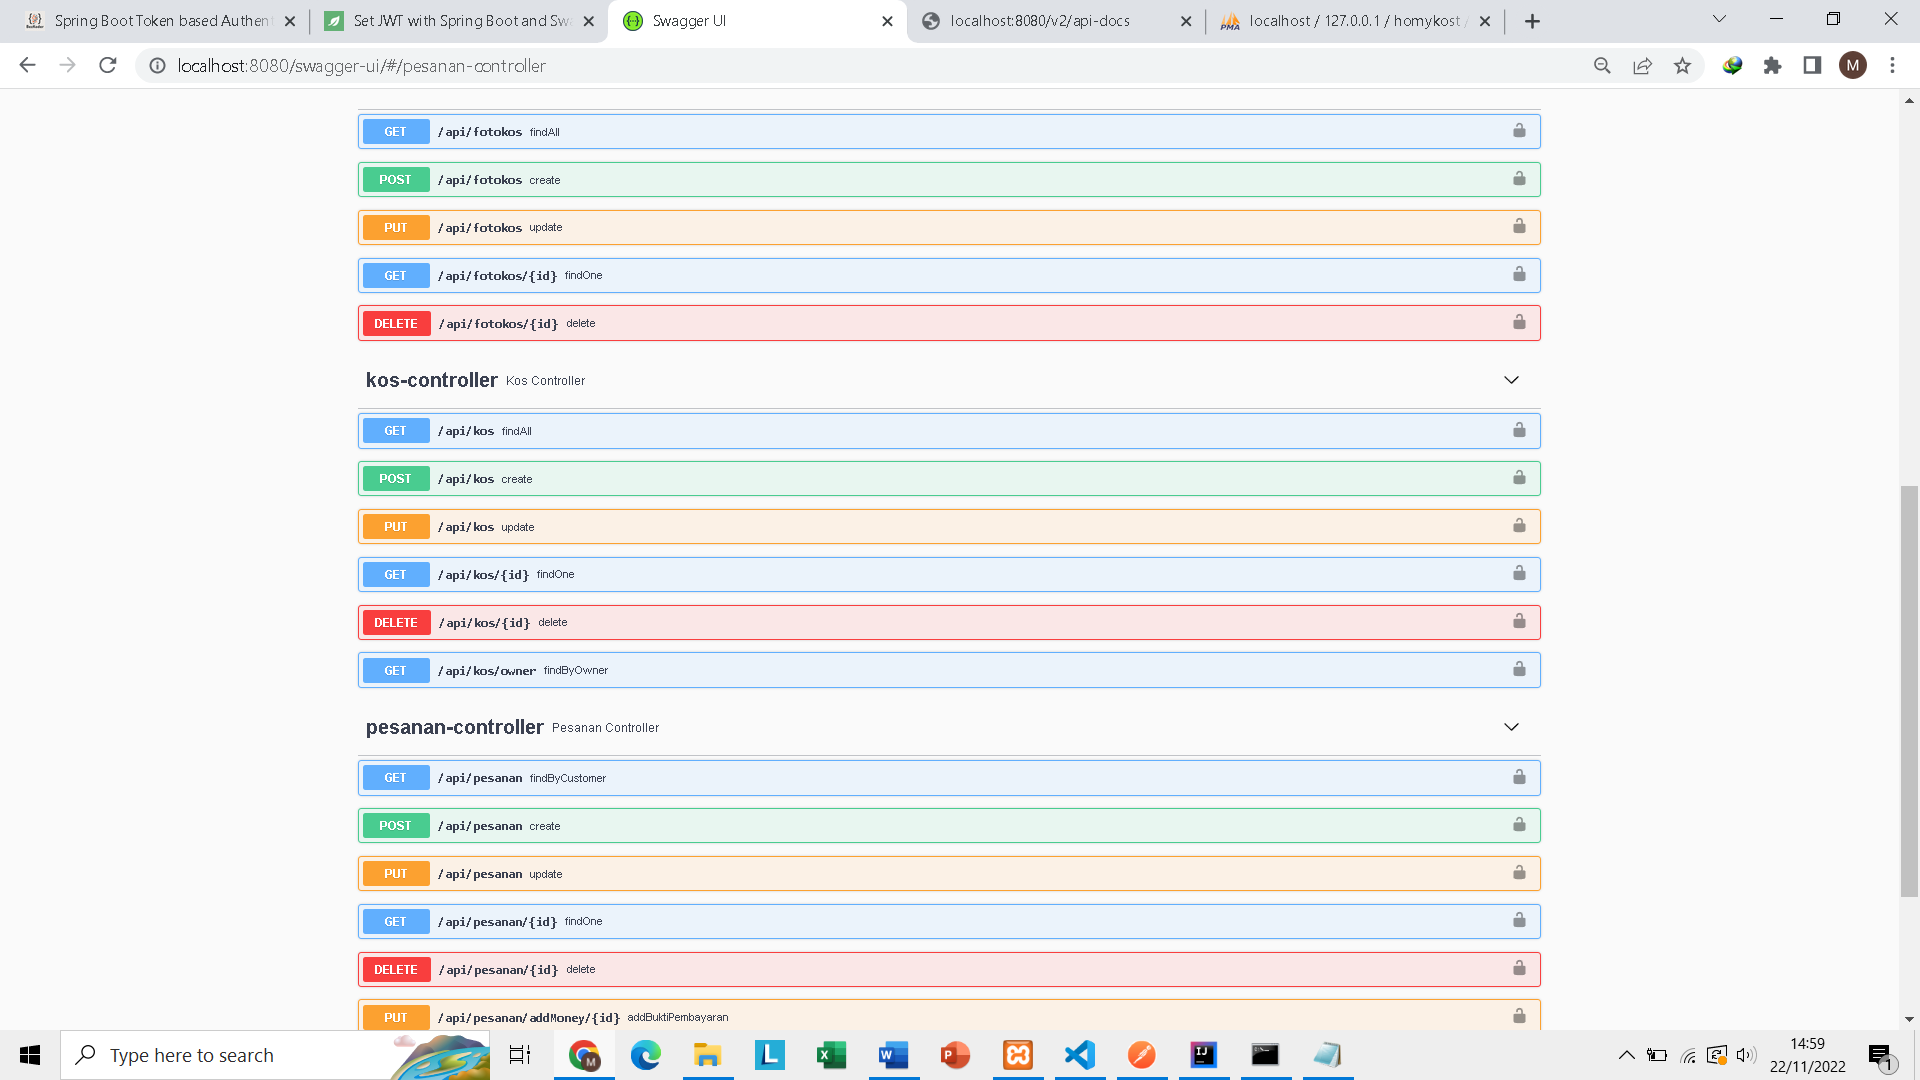 Spring Boot Token based Authent
Set JWT with Spring Boot and Swa
Swagger UI
localhost:8080/v2/api-docs
localhost / 127.0.0.1 / homykost /
localhost:8080/swagger-ui/#/pesanan-controller
M
GET /api/fotokos findAll
POST /api/fotokos create
PUT /api/fotokos update
GET /api/fotokos/{id} findOne
DELETE /api/fotokos/{id} delete
kos-controller Kos Controller
GET /api/kos findAll
POST /api/kos create
PUT /api/kos update
GET /api/kos/{id} findOne
DELETE /api/kos/{id} delete
GET /api/kos/owner findByOwner
pesanan-controller Pesanan Controller
GET /api/pesanan findByCustomer
POST /api/pesanan create
PUT /api/pesanan update
GET /api/pesanan/{id} findOne
DELETE /api/pesanan/{id} delete
PUT /api/pesanan/addMoney/{id} addBuktiPembayaran
Type here to search
14:59
22/11/2022
1